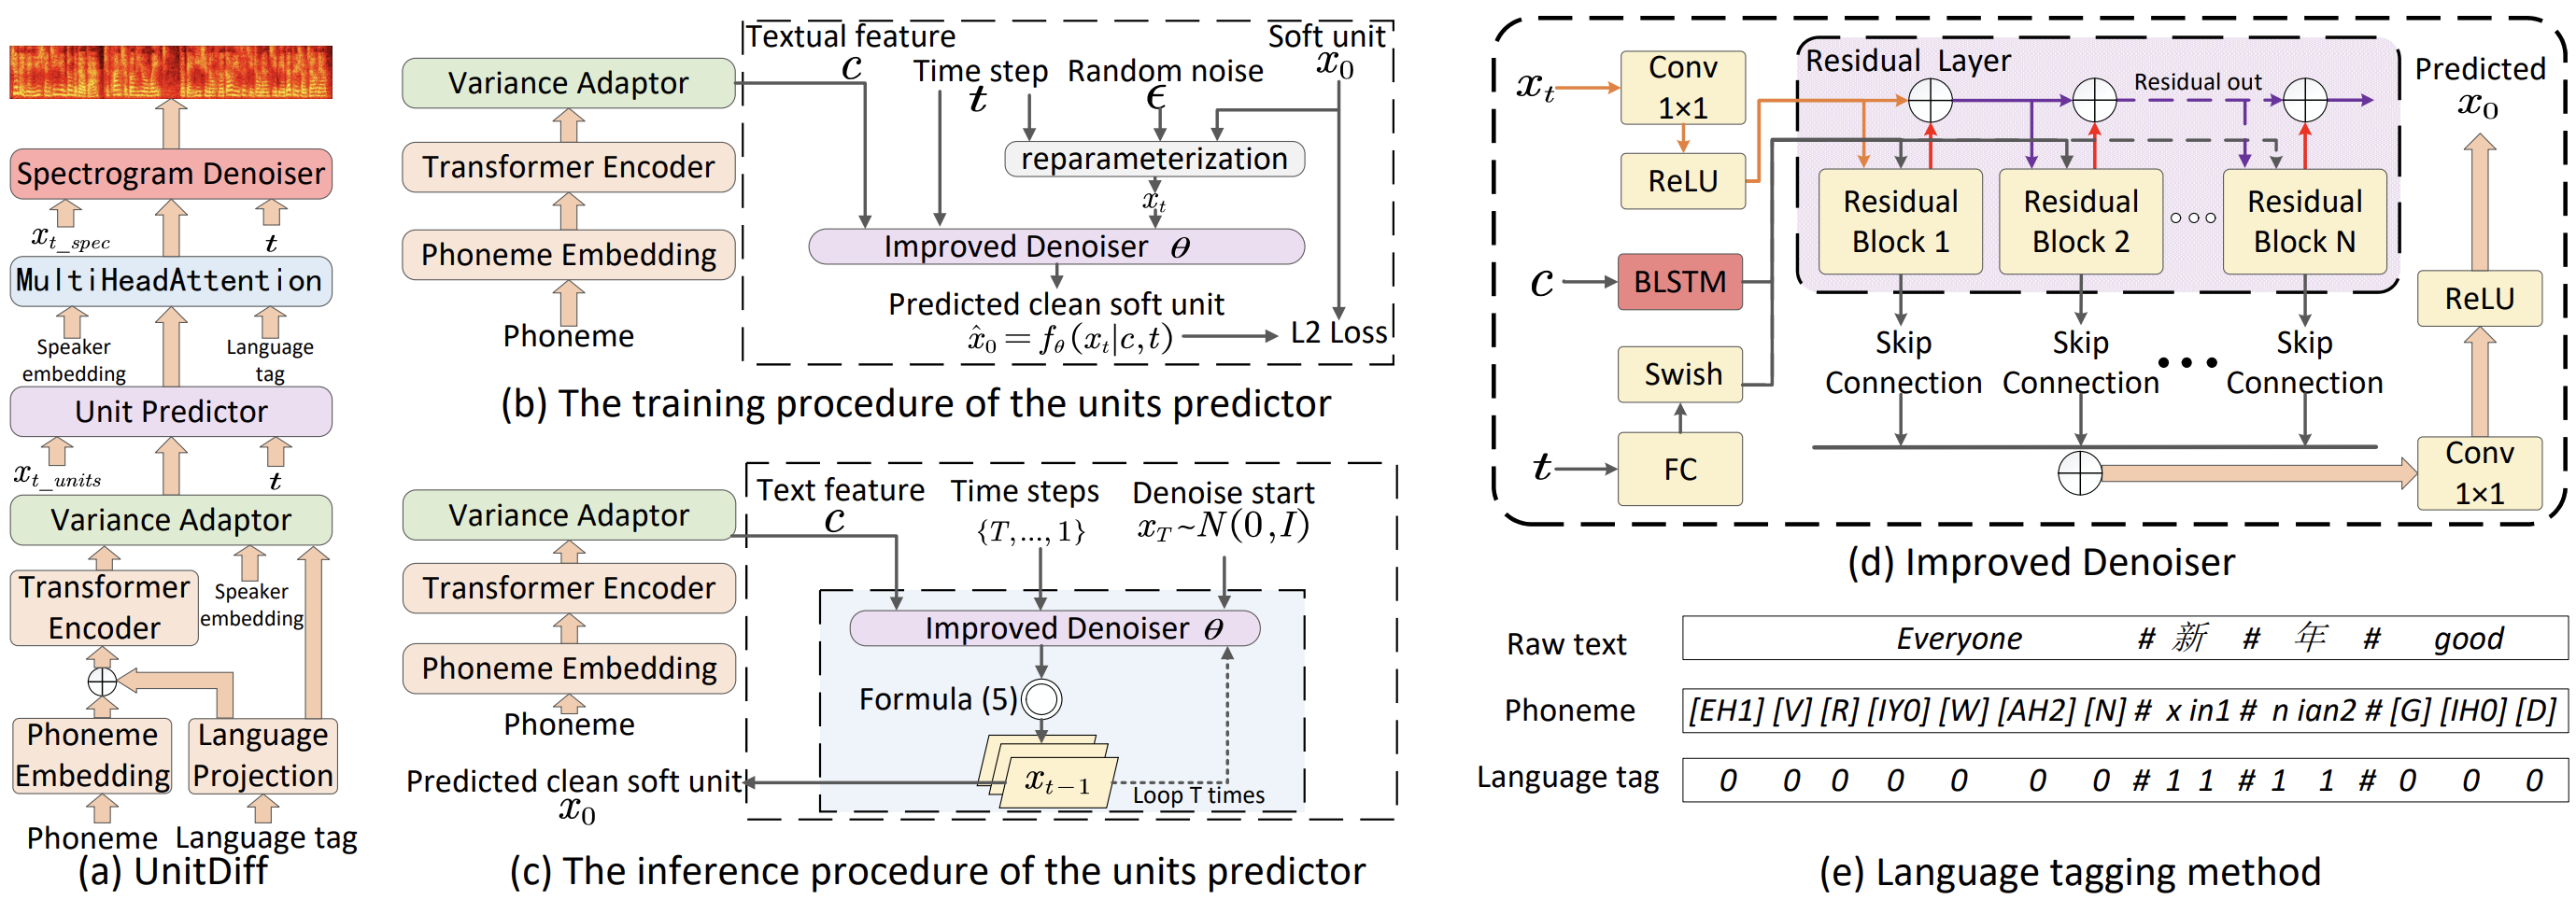 Spectrogram Denoiser
x_{t\_spec}
t
MultiHeadAttention
Speaker
embedding
Language
tag
Unit Predictor
x_{t\_units}
t
Variance Adaptor
Transformer
Encoder
Speaker
embedding
Phoneme
Embedding
Language
Projection
Phoneme
Language tag
(a) UnitDiff
Variance Adaptor
Transformer Encoder
Phoneme Embedding
Phoneme
Textual feature
c
Time step
t
Random noise
ϵ
Soft unit
x_0
reparameterization
x_t
Improved Denoiser θ
Predicted clean soft unit
x̂_0 = f_θ(x_t|c,t)
L2 Loss
(b) The training procedure of the units predictor
Variance Adaptor
Transformer Encoder
Phoneme Embedding
Phoneme
Text feature
c
Time steps
{T,...,1}
Denoise start
x_T~N(0,I)
Improved Denoiser θ
Formula (5)
x_{t−1}
Loop T times
Predicted clean soft unit
x_0
(c) The inference procedure of the units predictor
x_t
Conv
1×1
ReLU
c
BLSTM
Swish
t
FC
Residual Layer
Residual out
Residual
Block 1
Residual
Block 2
Residual
Block N
Skip
Connection
Skip
Connection
Skip
Connection
Predicted
x_0
ReLU
Conv
1×1
(d) Improved Denoiser
Raw text Everyone # 新 # 年 # good
Phoneme [EH1] [V] [R] [IY0] [W] [AH2] [N] # x in1 # n ian2 # [G] [IH0] [D]
Language tag 0 0 0 0 0 0 0 # 1 1 # 1 1 # 0 0 0
(e) Language tagging method